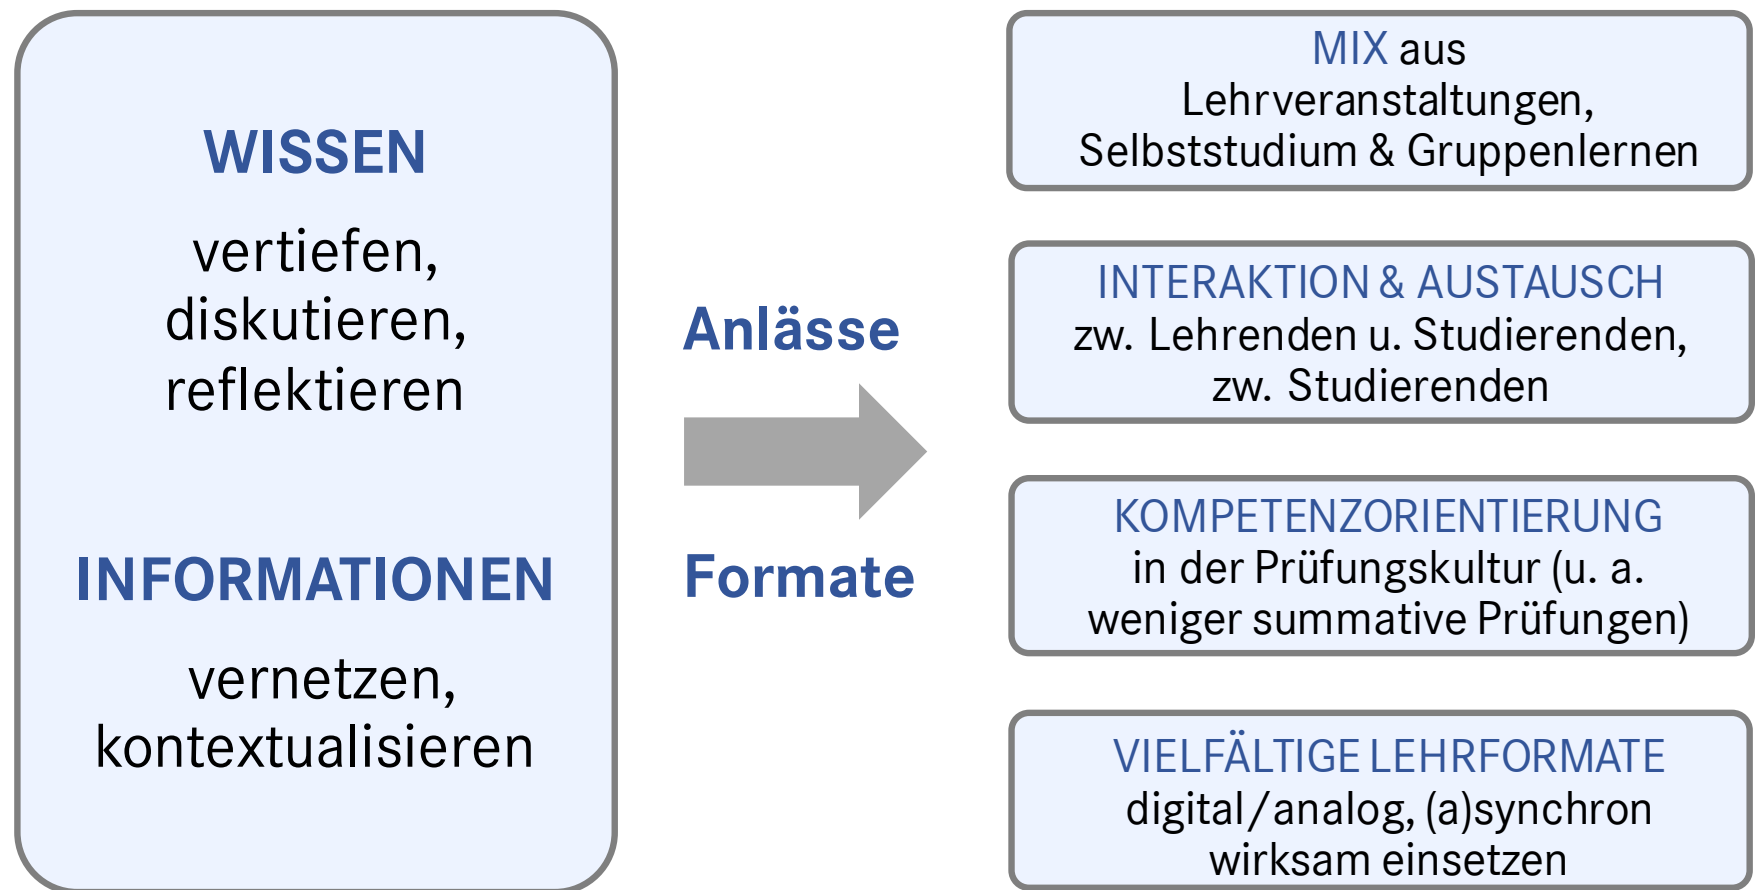 WISSEN
vertiefen,
diskutieren,
reflektieren
INFORMATIONEN
vernetzen,
kontextualisieren
Anlässe
Formate
MIX aus
Lehrveranstaltungen,
Selbststudium & Gruppenlernen
INTERAKTION & AUSTAUSCH
zw. Lehrenden u. Studierenden,
zw. Studierenden
KOMPETENZORIENTIERUNG
in der Prüfungskultur (u. a.
weniger summative Prüfungen)
VIELFÄLTIGE LEHRFORMATE
digital/analog, (a)synchron
wirksam einsetzen